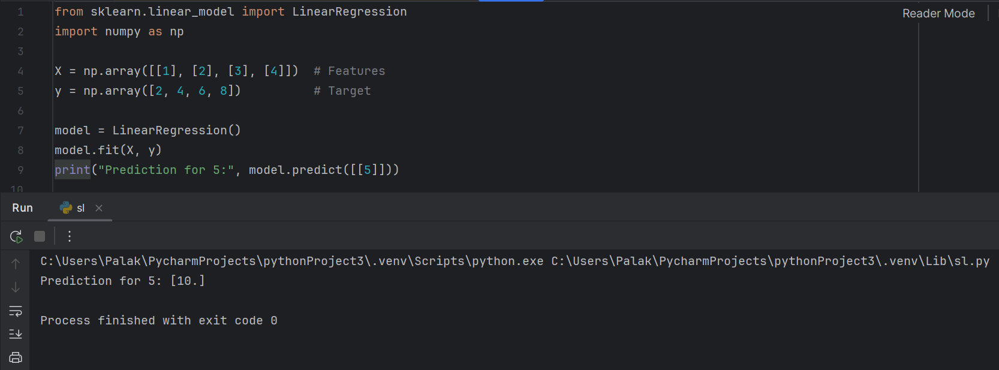 Reader Mode
1 from sklearn.linear_model import LinearRegression
2 import numpy as np
3
4 X = np.array([[1], [2], [3], [4]])  # Features
5 y = np.array([2, 4, 6, 8])          # Target
6
7 model = LinearRegression()
8 model.fit(X, y)
9 print("Prediction for 5:", model.predict([[5]]))
10
Run sl
C:\Users\Palak\PycharmProjects\pythonProject3\.venv\Scripts\python.exe C:\Users\Palak\PycharmProjects\pythonProject3\.venv\Lib\sl.py
Prediction for 5: [10.]
Process finished with exit code 0